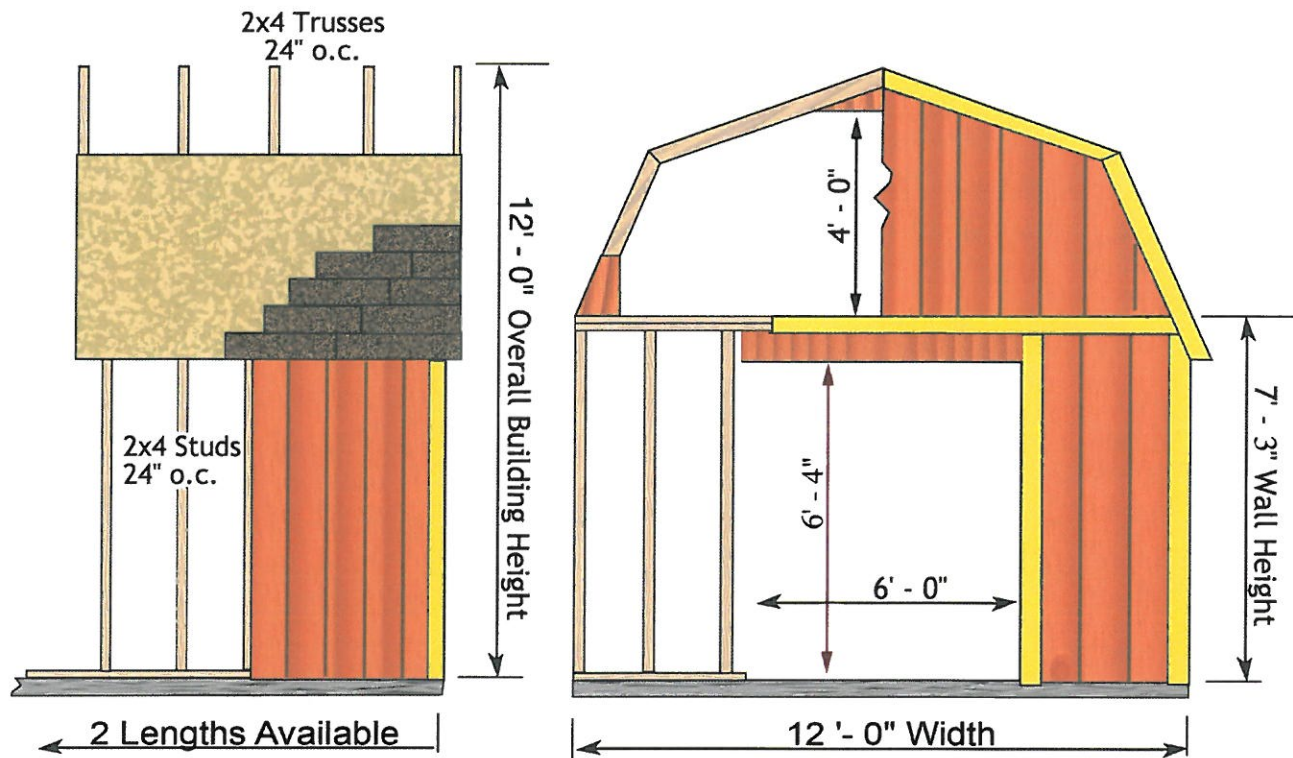 2x4 Trusses
24" o.c.
12' - 0" Overall Building Height
2x4 Studs
24" o.c.
2 Lengths Available
4' - 0"
6' - 4"
6' - 0"
7' - 3" Wall Height
12 '- 0" Width